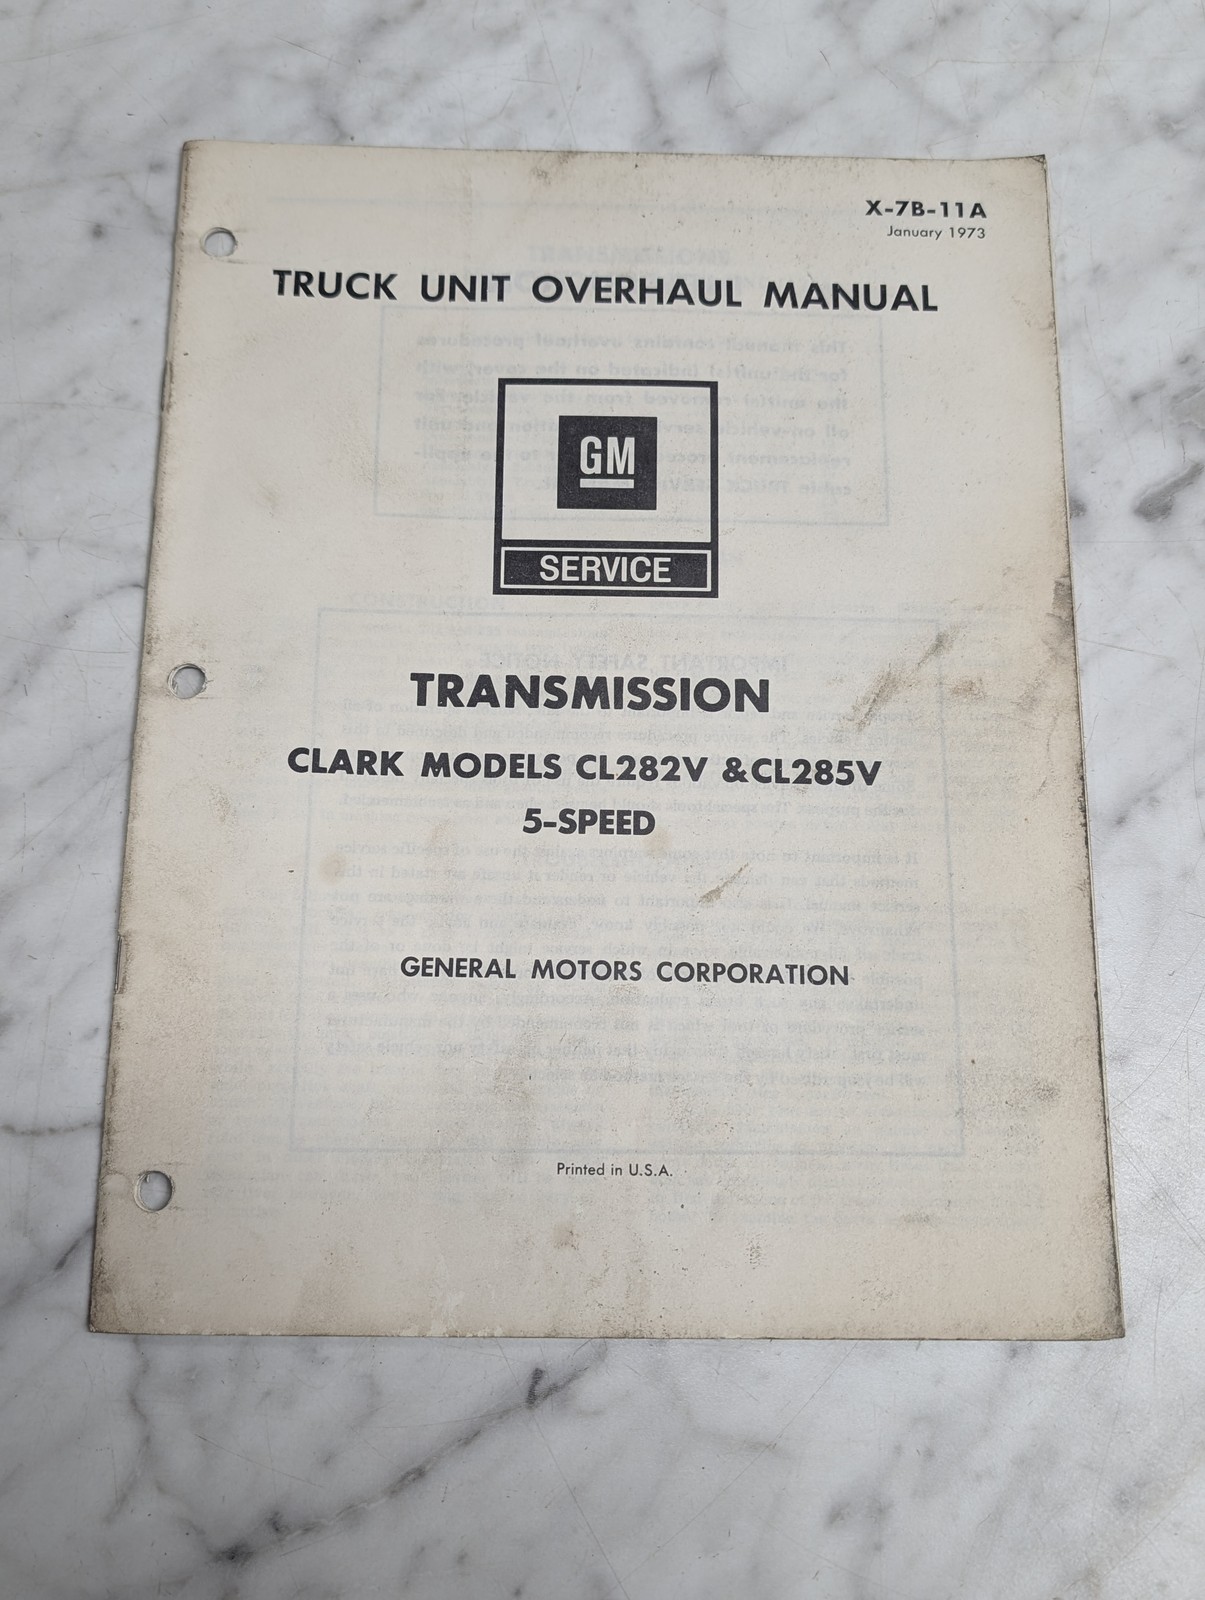 X-7B-11A
January 1973
TRUCK UNIT OVERHAUL MANUAL
GM
SERVICE
TRANSMISSION
CLARK MODELS CL282V &CL285V
5-SPEED
GENERAL MOTORS CORPORATION
Printed in U.S.A.